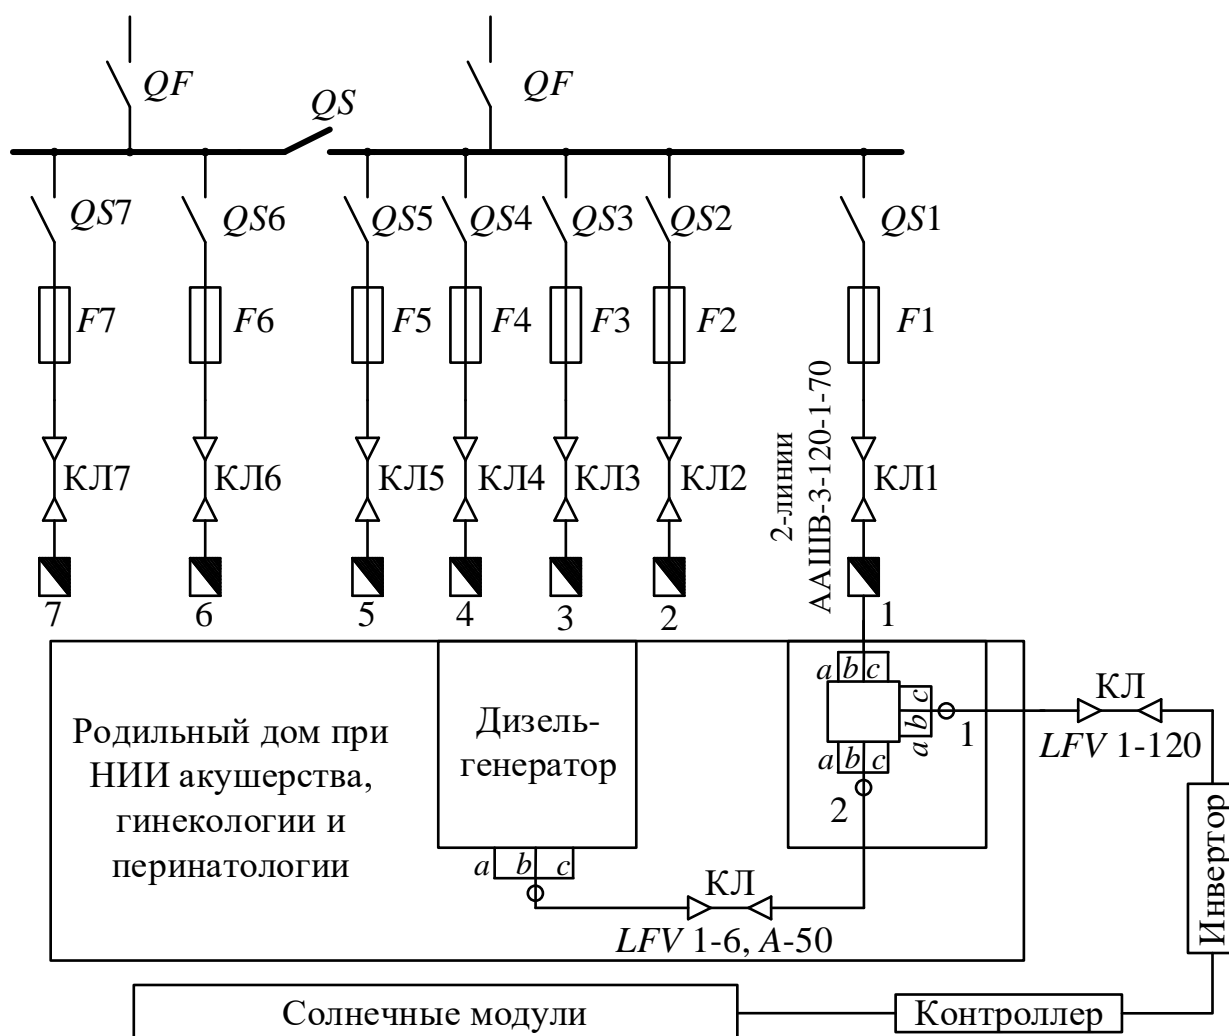 QF
QF
QS
QS7
QS6
QS5
QS4
QS3
QS2
QS1
F7
F6
F5
F4
F3
F2
F1
2-линии
ААШВ-3-120-1-70
КЛ7
КЛ6
КЛ5
КЛ4
КЛ3
КЛ2
КЛ1
7
6
5
4
3
2
1
Родильный дом при
НИИ акушерства,
гинекологии и
перинатологии
Дизель-
генератор
a b c
a b c
a b c
a b c
1
2
КЛ
LFV 1-120
КЛ
LFV 1-6, A-50
Инвертор
Солнечные модули
Контроллер